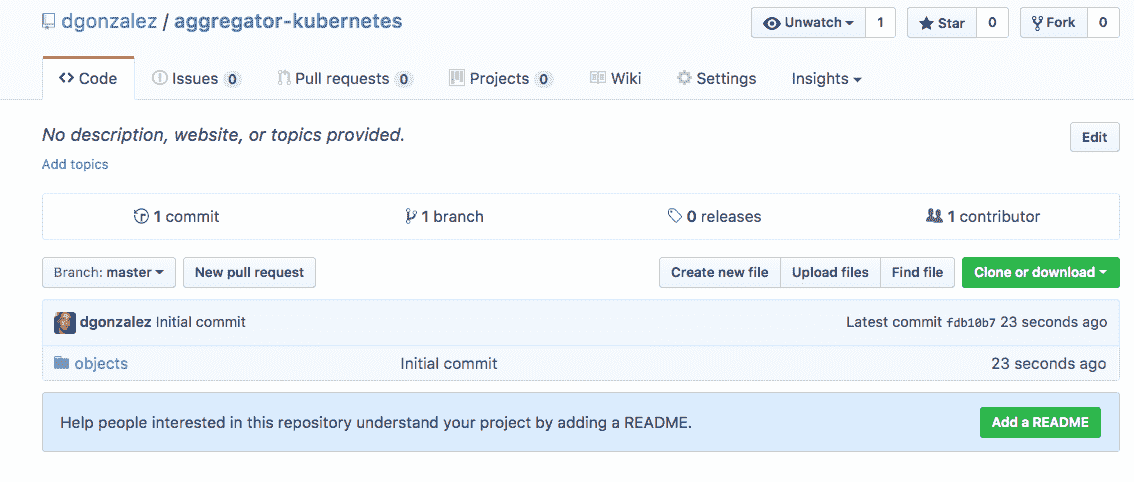 dgonzalez / aggregator-kubernetes
Unwatch 1 Star 0 Fork 0
Code Issues 0 Pull requests 0 Projects 0 Wiki Settings Insights
No description, website, or topics provided.
Edit
Add topics
1 commit 1 branch 0 releases 1 contributor
Branch: master New pull request Create new file Upload files Find file Clone or download
dgonzalez Initial commit Latest commit fdb10b7 23 seconds ago
objects Initial commit 23 seconds ago
Help people interested in this repository understand your project by adding a README. Add a README